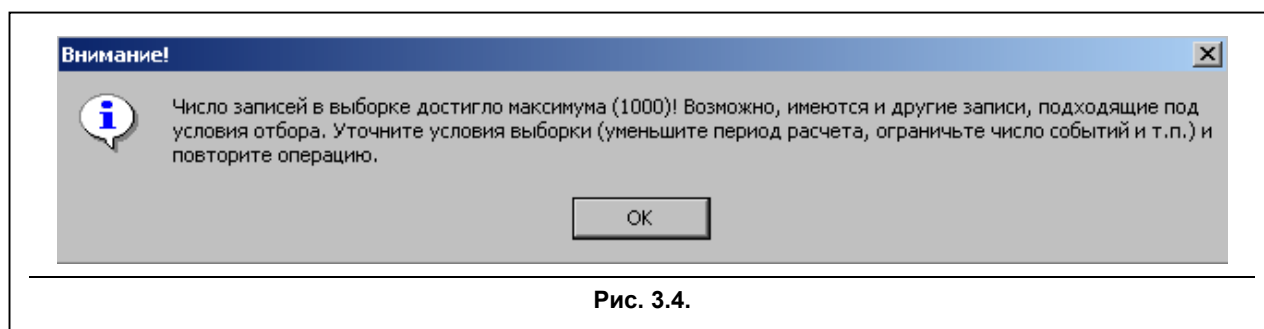 Внимание!
Число записей в выборке достигло максимума (1000)! Возможно, имеются и другие записи, подходящие под
условия отбора. Уточните условия выборки (уменьшите период расчета, ограничьте число событий и т.п.) и
повторите операцию.
OK
Рис. 3.4.